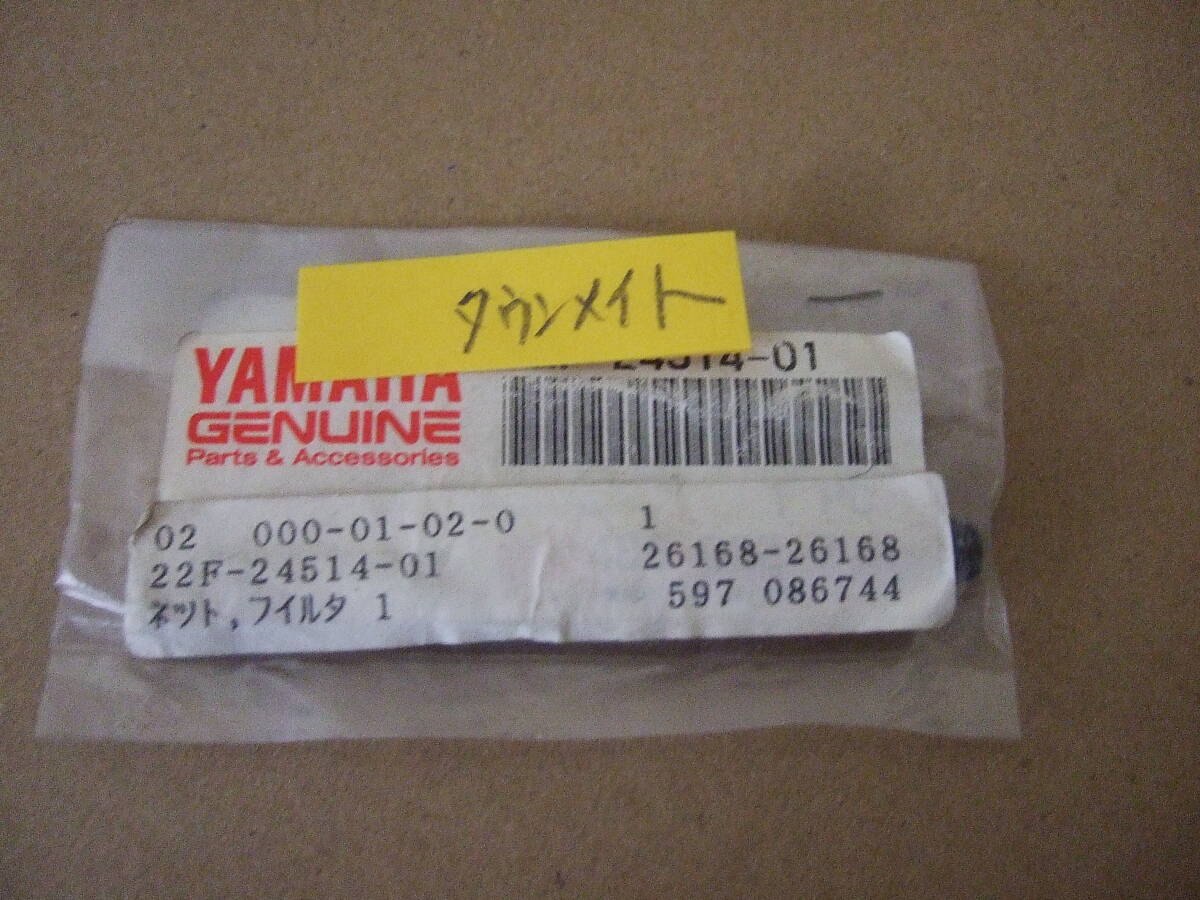 タウンメイト
YAMAHA
24514-01
GENUINE
Parts & Accessories
02 000-01-02-0 1
22F-24514-01 26168-26168
ネツト,フイルタ 1 597 086744